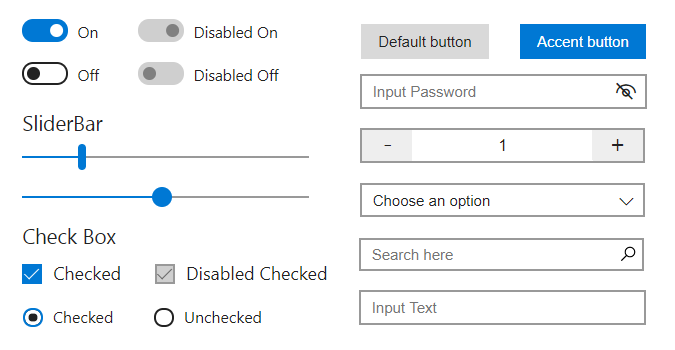 On
Disabled On
Off
Disabled Off
SliderBar
Check Box
Checked
Disabled Checked
Checked
Unchecked
Default button
Accent button
Input Password
- 1 +
Choose an option
Search here
Input Text